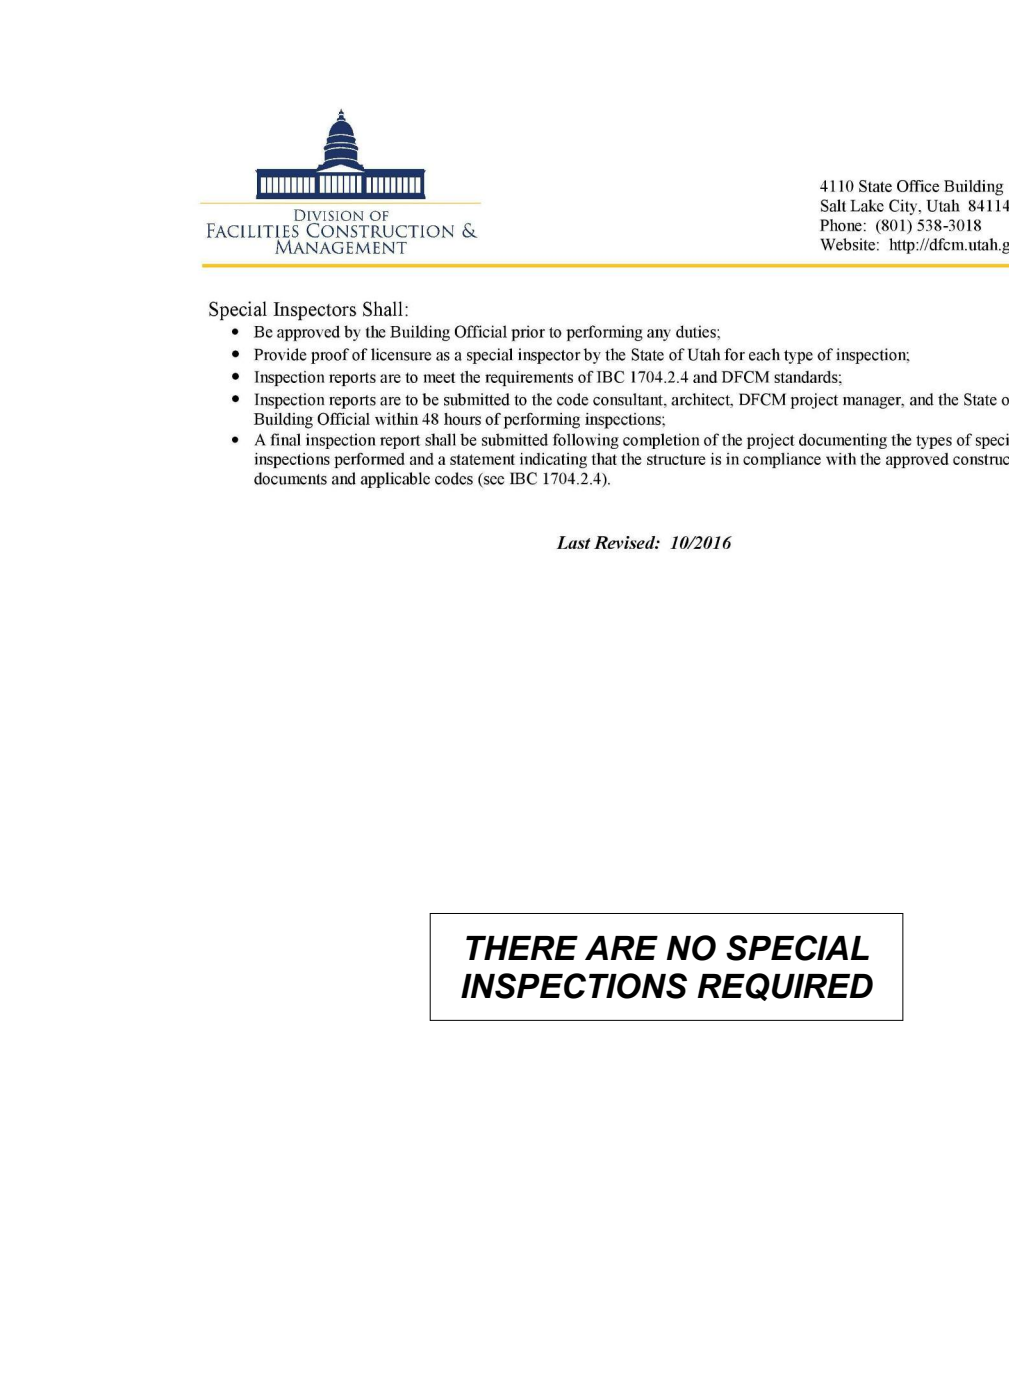 DIVISION OF
FACILITIES CONSTRUCTION &
MANAGEMENT
4110 State Office Building
Salt Lake City, Utah 84114
Phone: (801) 538-3018
Website: http://dfcm.utah.g
Special Inspectors Shall:
• Be approved by the Building Official prior to performing any duties;
• Provide proof of licensure as a special inspector by the State of Utah for each type of inspection;
• Inspection reports are to meet the requirements of IBC 1704.2.4 and DFCM standards;
• Inspection reports are to be submitted to the code consultant, architect, DFCM project manager, and the State o
Building Official within 48 hours of performing inspections;
• A final inspection report shall be submitted following completion of the project documenting the types of speci
inspections performed and a statement indicating that the structure is in compliance with the approved construc
documents and applicable codes (see IBC 1704.2.4).
Last Revised: 10/2016
THERE ARE NO SPECIAL
INSPECTIONS REQUIRED